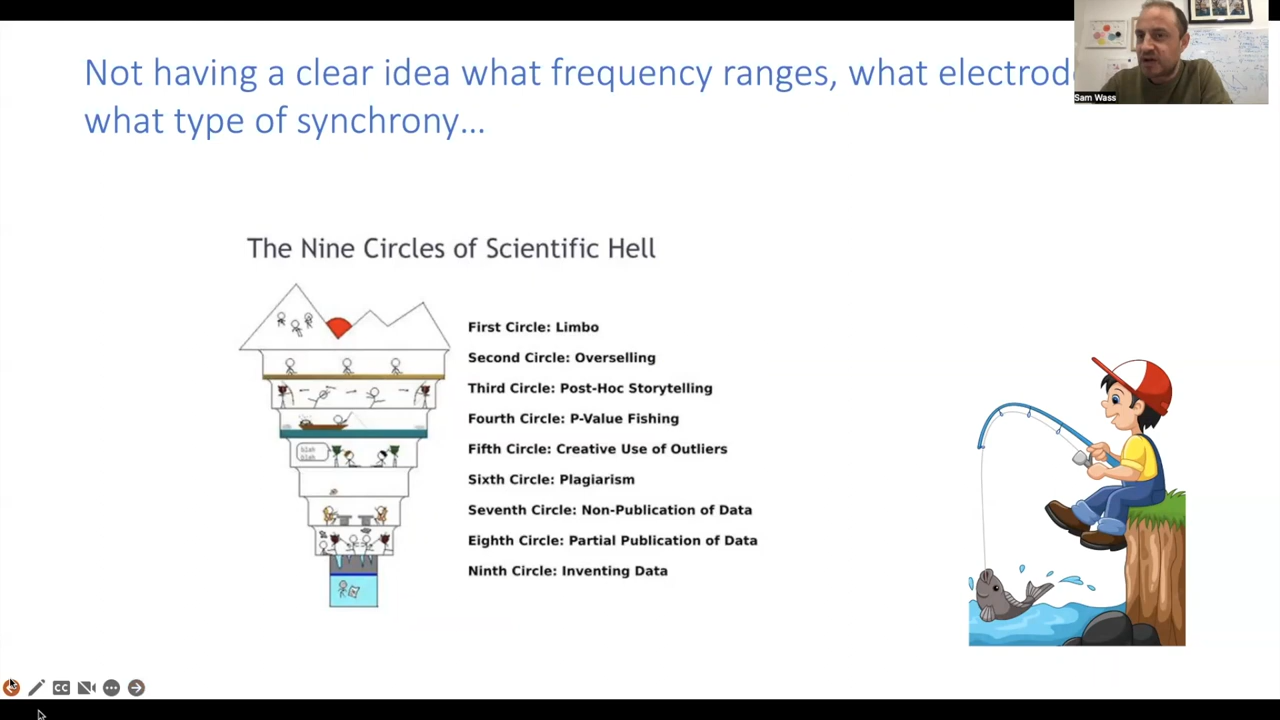 Not having a clear idea what frequency ranges, what electrod
what type of synchrony...
Sam Wass
The Nine Circles of Scientific Hell
First Circle: Limbo
Second Circle: Overselling
Third Circle: Post-Hoc Storytelling
Fourth Circle: P-Value Fishing
Fifth Circle: Creative Use of Outliers
Sixth Circle: Plagiarism
Seventh Circle: Non-Publication of Data
Eighth Circle: Partial Publication of Data
Ninth Circle: Inventing Data
blah
blah
CC